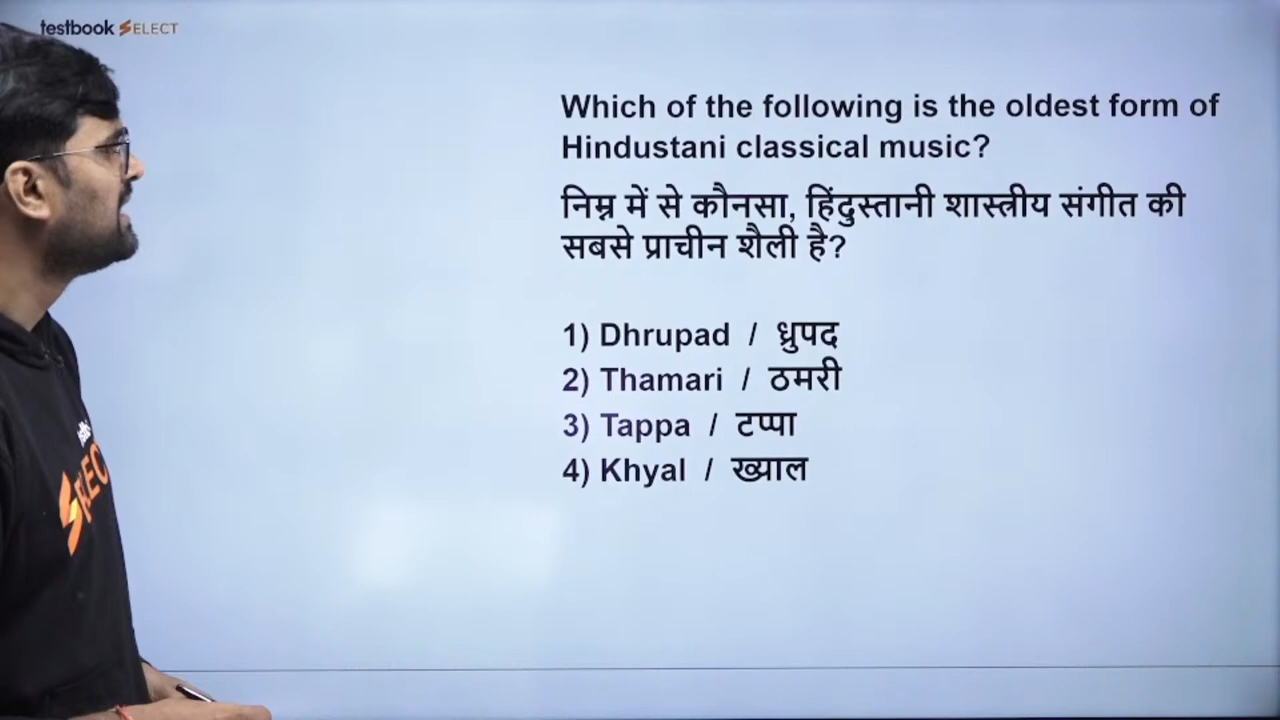 testbook SELECT
Which of the following is the oldest form of
Hindustani classical music?
निम्न में से कौनसा, हिंदुस्तानी शास्त्रीय संगीत की
सबसे प्राचीन शैली है?
1) Dhrupad / ध्रुपद
2) Thamari / ठमरी
3) Tappa / टप्पा
4) Khyal / ख्याल
SELEC